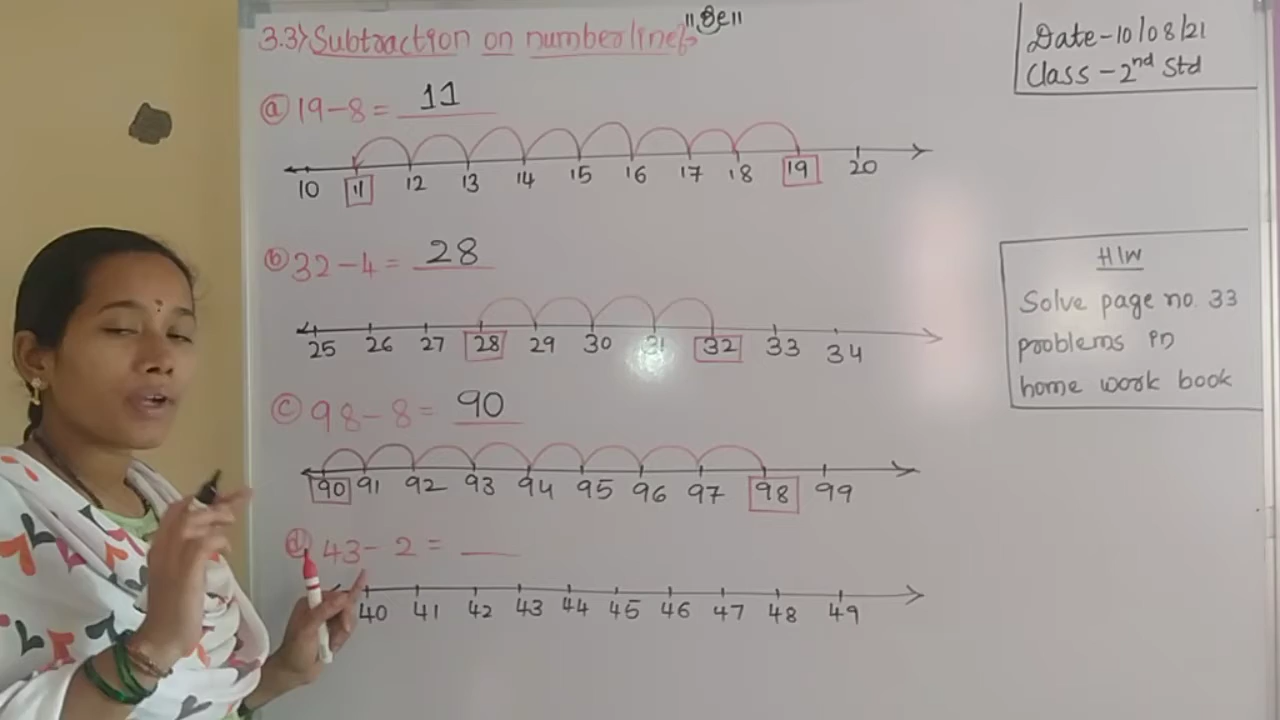 3.3) Subtraction on numberline:-
Date-10/08/21
Class-2nd Std
(a) 19-8= 11
10 11 12 13 14 15 16 17 18 19 20
(b) 32-4= 28
25 26 27 28 29 30 31 32 33 34
H/W
Solve page no. 33
problems in
home work book
(c) 98-8= 90
90 91 92 93 94 95 96 97 98 99
(d) 43-2=
40 41 42 43 44 45 46 47 48 49